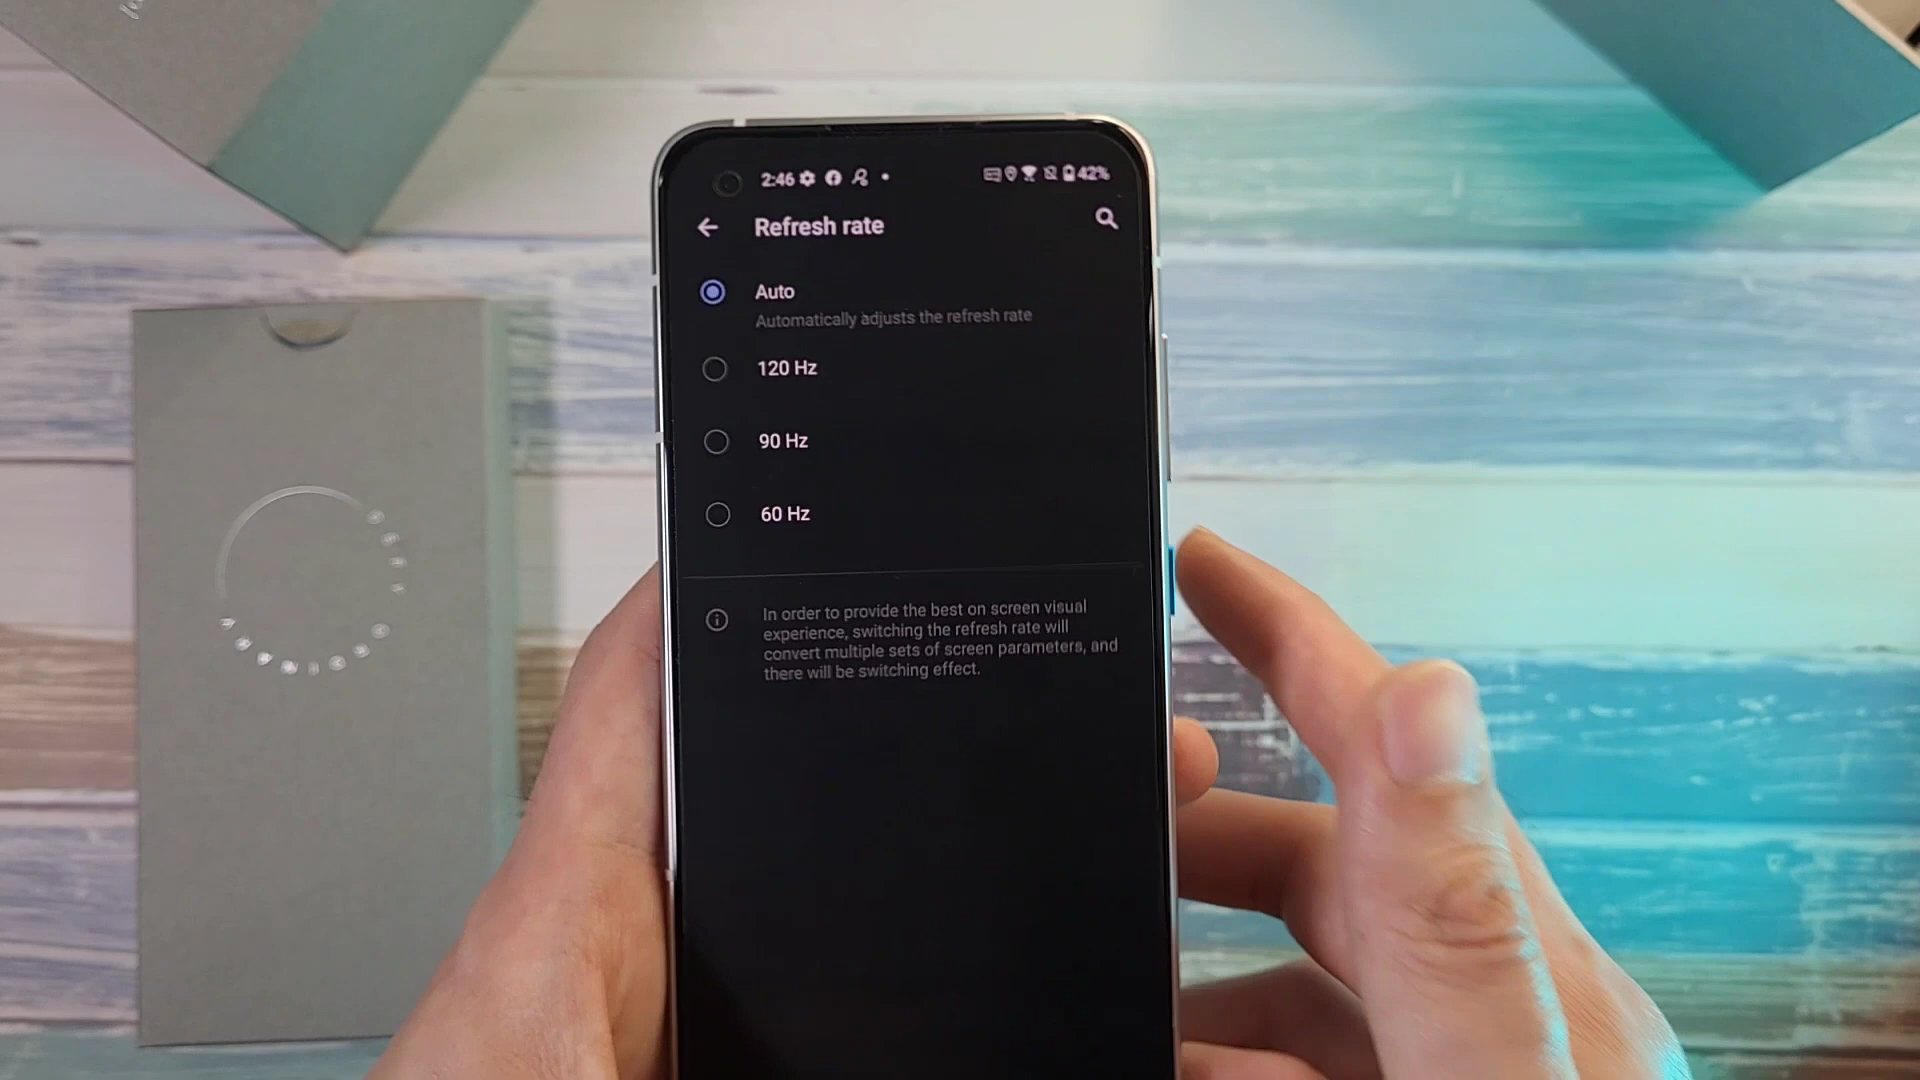 2:46
42%
Refresh rate
Auto
Automatically adjusts the refresh rate
120 Hz
90 Hz
60 Hz
In order to provide the best on screen visual
experience, switching the refresh rate will
convert multiple sets of screen parameters, and
there will be switching effect.